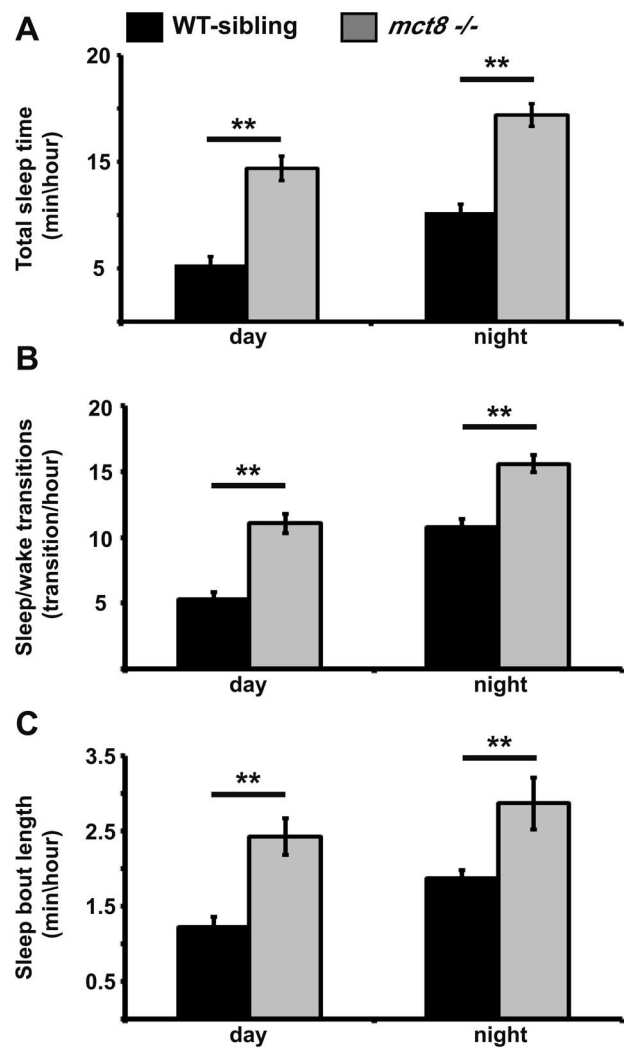 A
WT-sibling mct8 -/-
Total sleep time
(min\hour)
20
15
5
**
**
day night
B
Sleep/wake transitions
(transition/hour)
20
15
10
5
**
**
day night
C
Sleep bout length
(min\hour)
3.5
2.5
1.5
0.5
**
**
day night